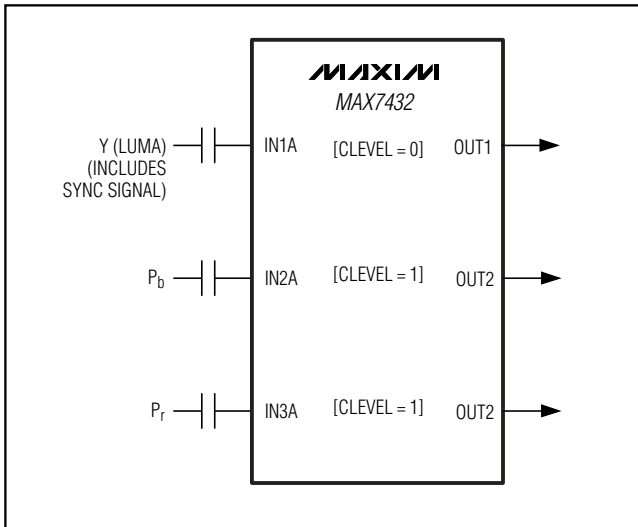 MAXIM
MAX7432
Y (LUMA)
(INCLUDES
SYNC SIGNAL)
IN1A
[CLEVEL = 0]
OUT1
Pb
IN2A
[CLEVEL = 1]
OUT2
Pr
IN3A
[CLEVEL = 1]
OUT2